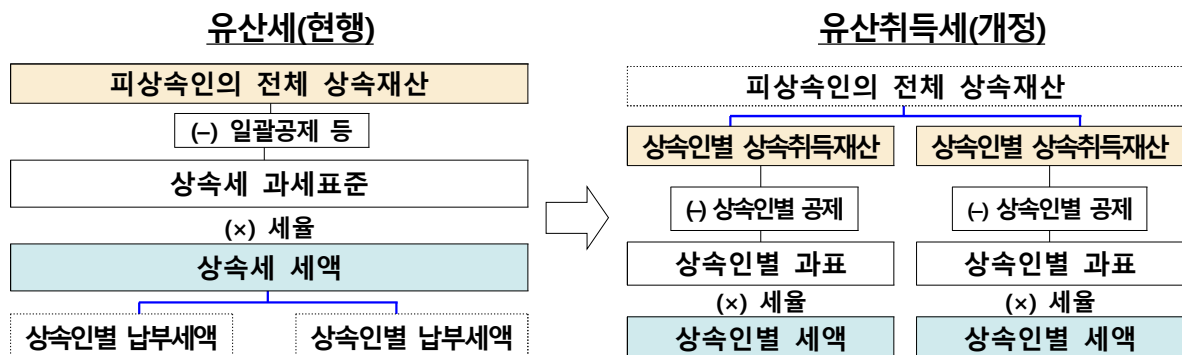 유산세(현행)
피상속인의 전체 상속재산
(–) 일괄공제 등
상속세 과세표준
(×) 세율
상속세 세액
상속인별 납부세액
상속인별 납부세액
유산취득세(개정)
피상속인의 전체 상속재산
상속인별 상속취득재산
상속인별 상속취득재산
(–) 상속인별 공제
(–) 상속인별 공제
상속인별 과표
상속인별 과표
(×) 세율
(×) 세율
상속인별 세액
상속인별 세액